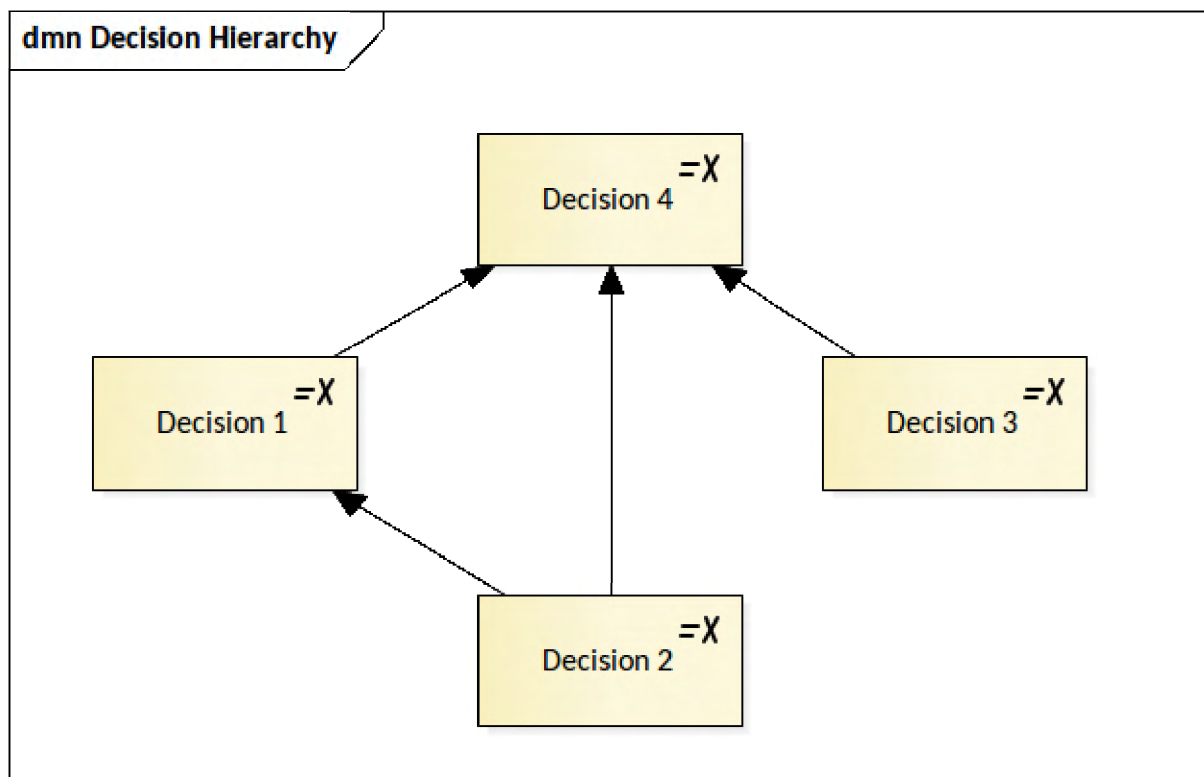 dmn Decision Hierarchy
=X
Decision 4
=X
Decision 1
=X
Decision 3
=X
Decision 2